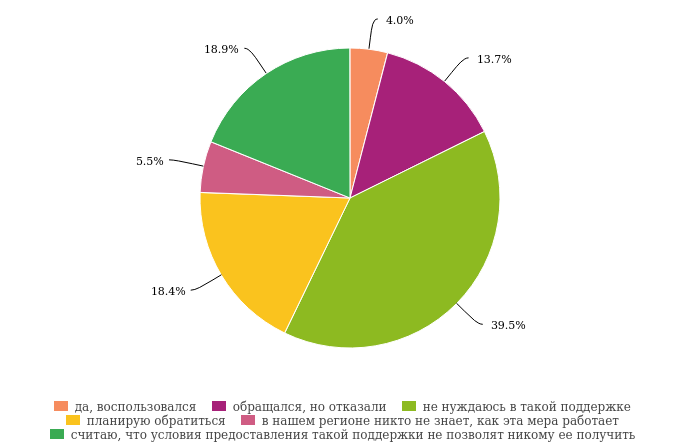 4.0%
18.9%
13.7%
5.5%
18.4%
39.5%
да, воспользовался обращался, но отказали не нуждаюсь в такой поддержке
планирую обратиться в нашем регионе никто не знает, как эта мера работает
считаю, что условия предоставления такой поддержки не позволят никому ее получить